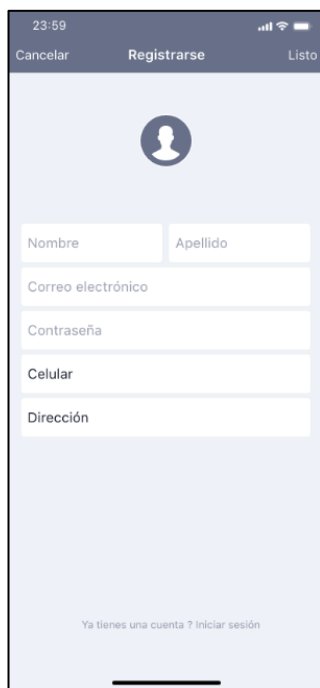 23:59
Cancelar Registrarse Listo
Nombre Apellido
Correo electrónico
Contraseña
Celular
Dirección
Ya tienes una cuenta ? Iniciar sesión